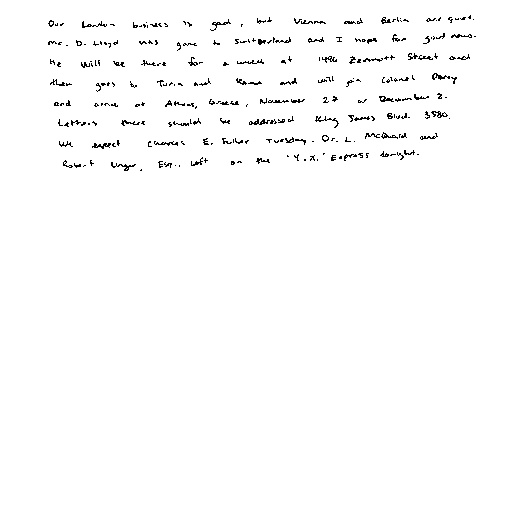 Our London business is good, but Vienna and Berlin are quiet.
Mr. D. Lloyd has gone to Switzerland and I hope for good news.
He will be there for a week at 1496 Zermott Street and
then goes to Turin and Rome and will join Colonel Parry
and arrive at Athens, Greece, November 27 or December 2.
Letters there should be addressed King James Blvd. 3580.
We expect Charles E. Fuller Tuesday. Dr. L. McQuaid and
Robert Unger, Esq., left on the "Y.X." Express tonight.